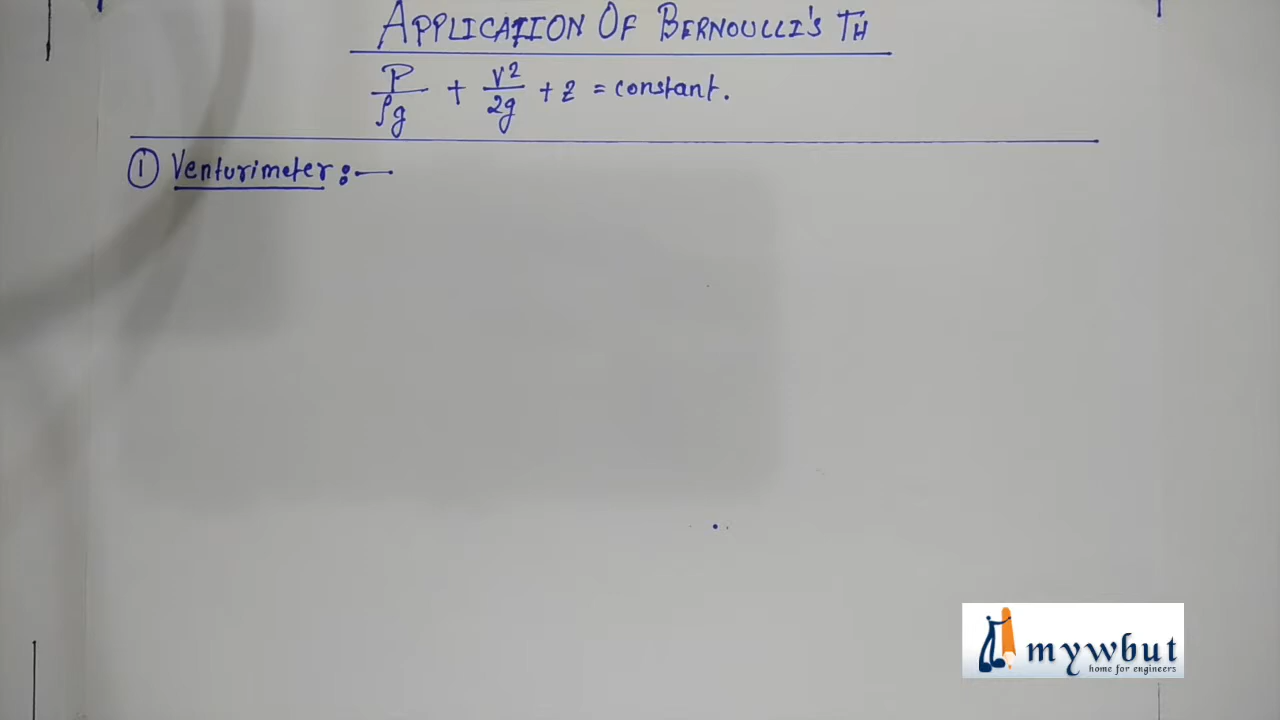 APPLICATION OF BERNOULLI'S TH
P/ρg + V²/2g + z = constant.
① Venturimeter :—
mywbut
home for engineers